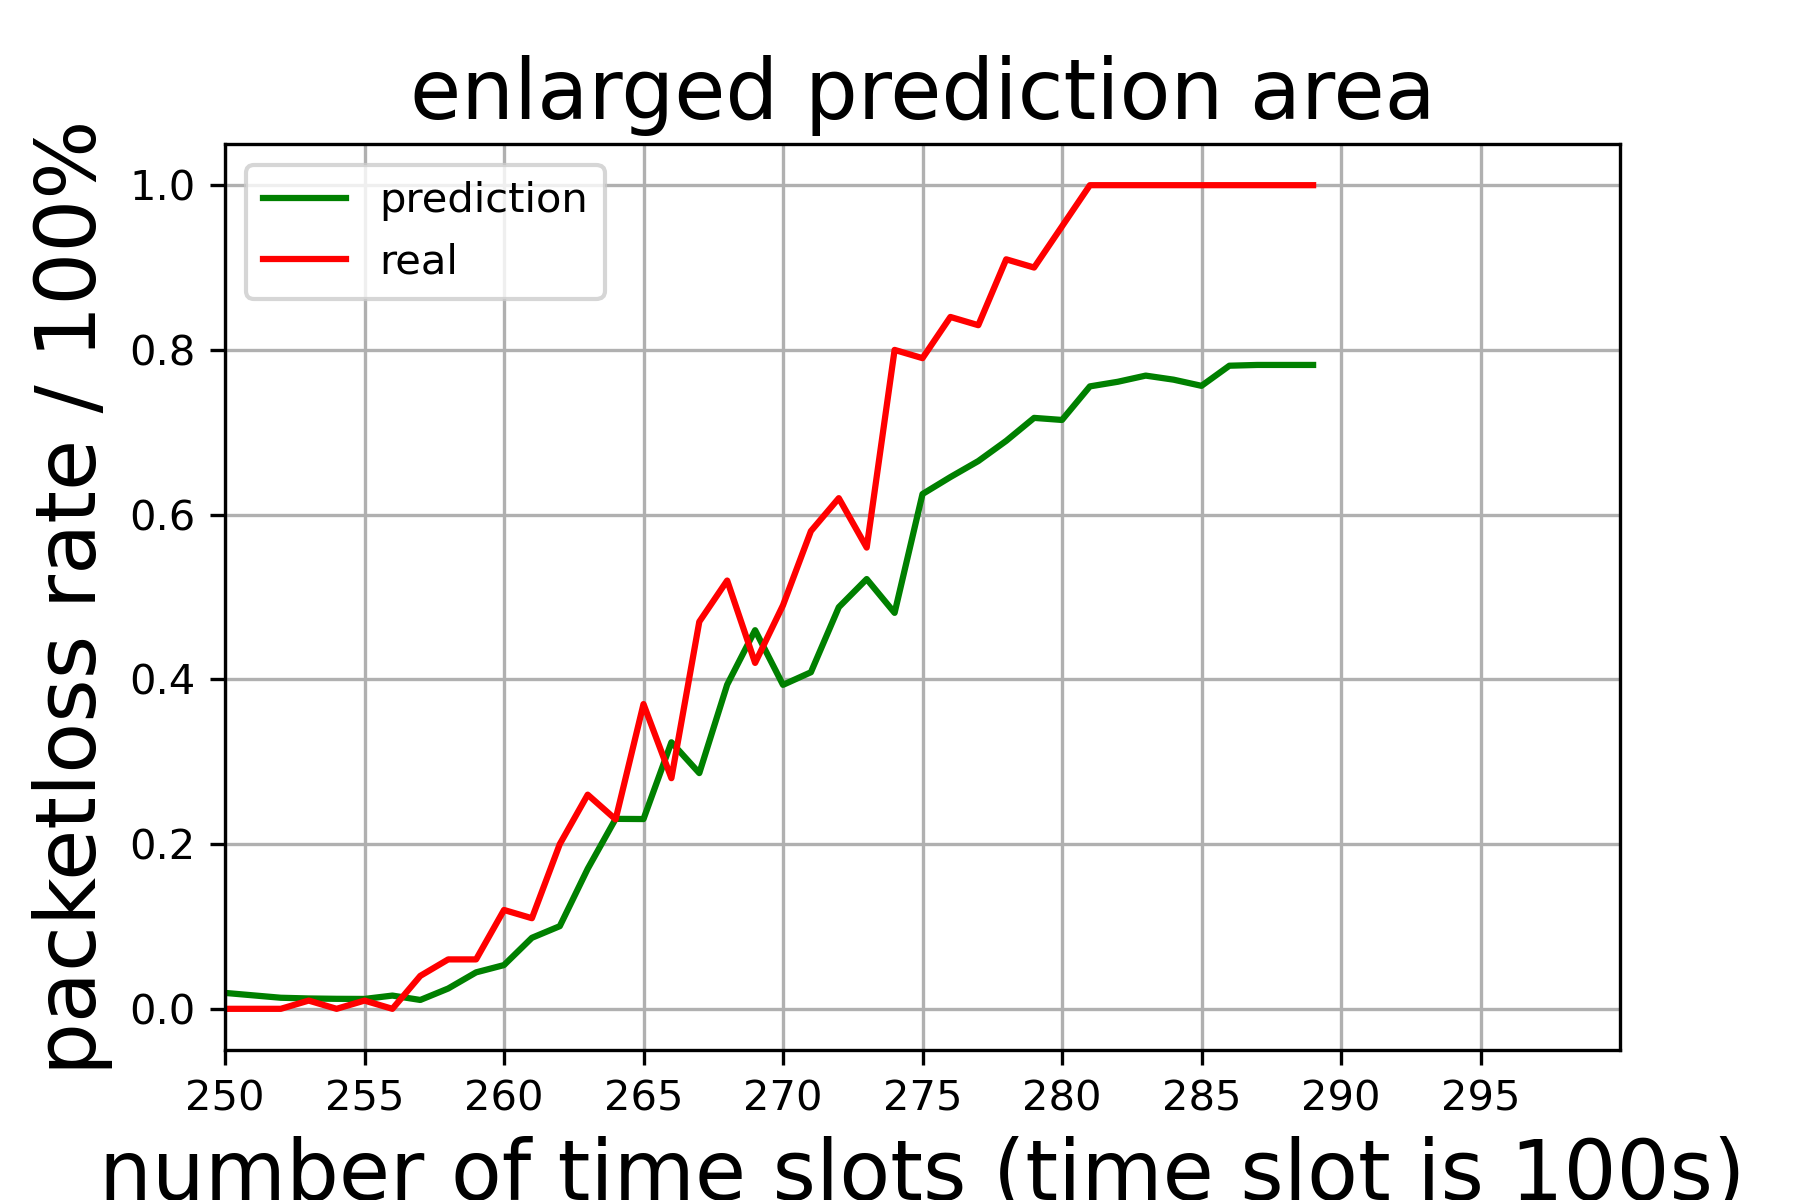 enlarged prediction area
packetloss rate / 100%
1.0
0.8
0.6
0.4
0.2
0.0
prediction
real
250 255 260 265 270 275 280 285 290 295
number of time slots (time slot is 100s)